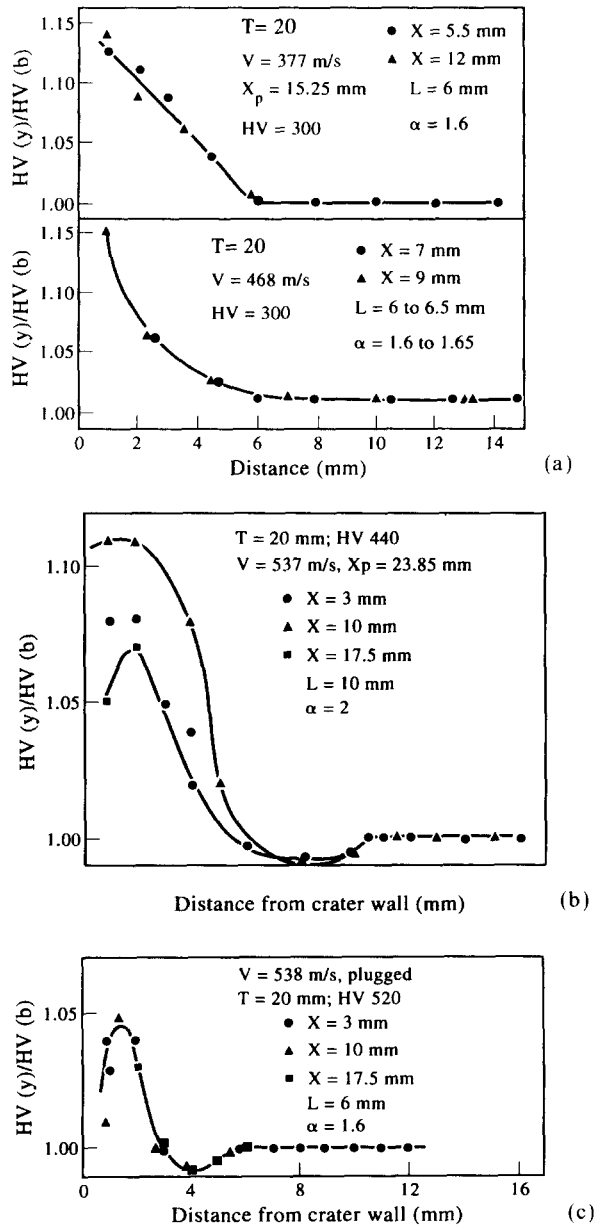 HV (y)/HV (b)
1.15
1.10
1.05
1.00
T = 20
V = 377 m/s
X_p = 15.25 mm
HV = 300
● X = 5.5 mm
▲ X = 12 mm
L = 6 mm
α = 1.6
HV (y)/HV (b)
1.15
1.10
1.05
1.00
T = 20
V = 468 m/s
HV = 300
● X = 7 mm
▲ X = 9 mm
L = 6 to 6.5 mm
α = 1.6 to 1.65
0 2 4 6 8 10 12 14
Distance (mm)
(a)
HV (y)/HV (b)
1.10
1.05
1.00
T = 20 mm; HV 440
V = 537 m/s, Xp = 23.85 mm
● X = 3 mm
▲ X = 10 mm
■ X = 17.5 mm
L = 10 mm
α = 2
Distance from crater wall (mm)
(b)
HV (y)/HV (b)
1.05
1.00
V = 538 m/s, plugged
T = 20 mm; HV 520
● X = 3 mm
▲ X = 10 mm
■ X = 17.5 mm
L = 6 mm
α = 1.6
0 4 8 12 16
Distance from crater wall (mm)
(c)